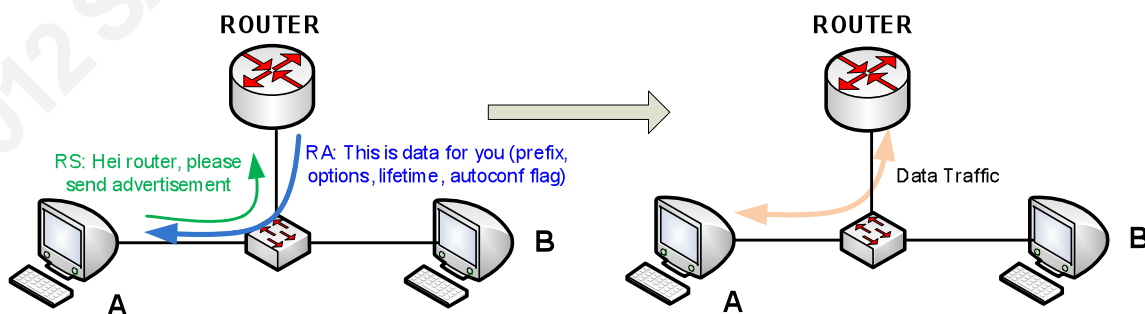 ROUTER
RS: Hei router, please
send advertisement
RA: This is data for you (prefix,
options, lifetime, autoconf flag)
A
B
ROUTER
Data Traffic
A
B